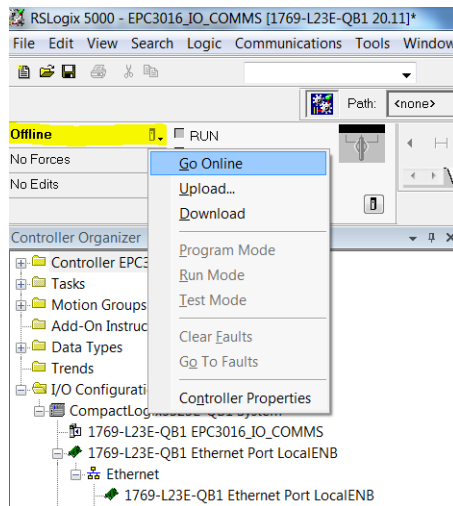 RSLogix 5000 - EPC3016_IO_COMMS [1769-L23E-QB1 20.11]*
File Edit View Search Logic Communications Tools Window
Path: <none>
Offline RUN
No Forces
No Edits
Go Online
Upload...
Download
Program Mode
Run Mode
Test Mode
Clear Faults
Go To Faults
Controller Properties
Controller Organizer
Controller EPC3
Tasks
Motion Groups
Add-On Instruc
Data Types
Trends
I/O Configurati
1769-L23E-QB1 EPC3016_IO_COMMS
1769-L23E-QB1 Ethernet Port LocalENB
Ethernet
1769-L23E-QB1 Ethernet Port LocalENB